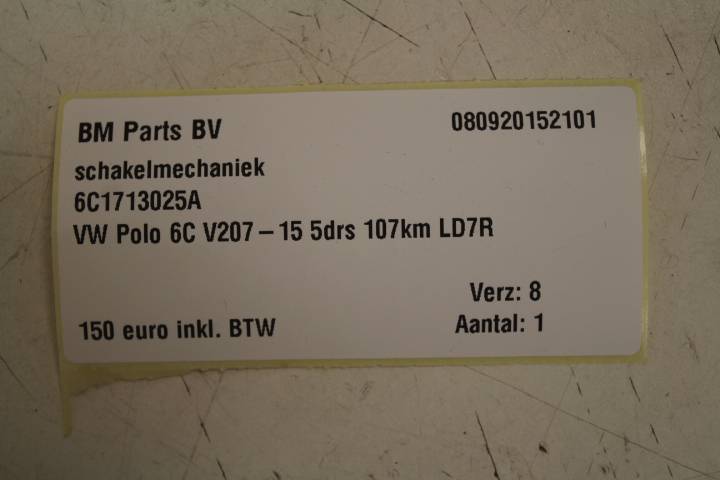 BM Parts BV 080920152101
schakelmechaniek
6C1713025A
VW Polo 6C V207 – 15 5drs 107km LD7R
Verz: 8
150 euro inkl. BTW Aantal: 1